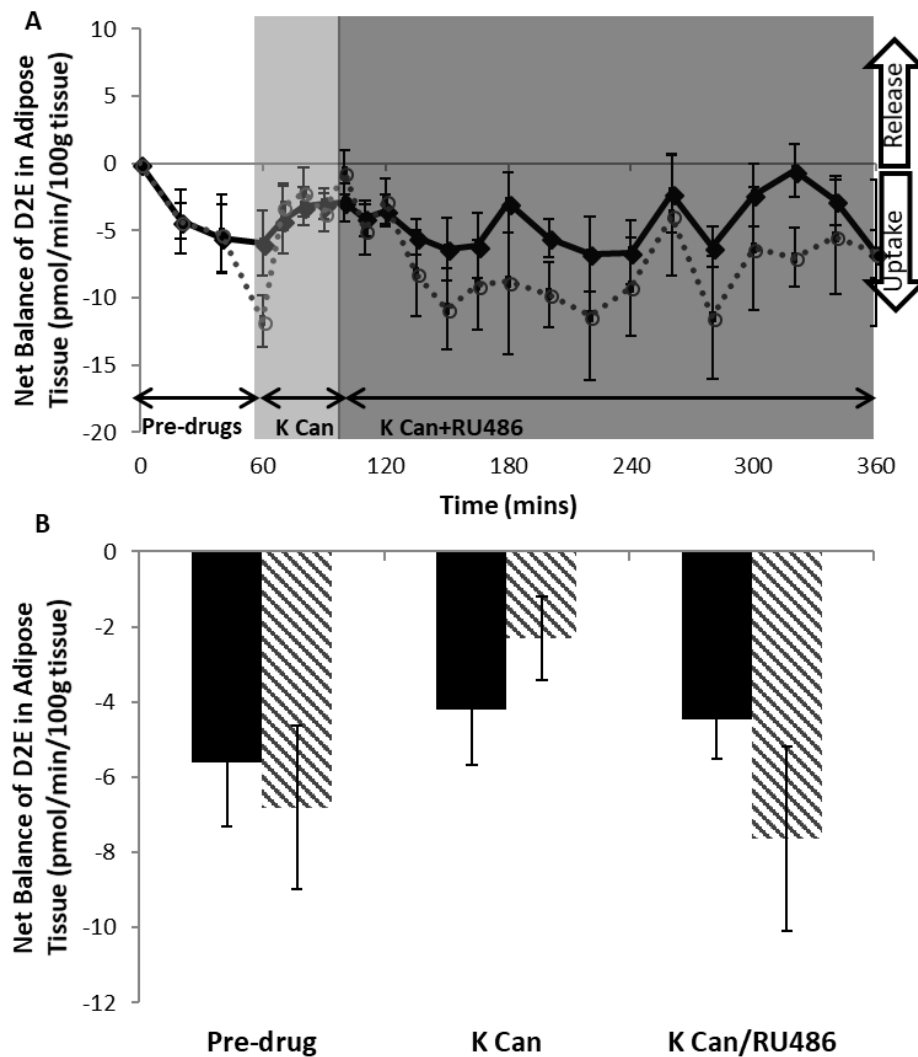 A
Net Balance of D2E in Adipose
Tissue (pmol/min/100g tissue)
10
5
0
-5
-10
-15
-20
Release
Uptake
Pre-drugs
K Can
K Can+RU486
0
60
120
180
240
300
360
Time (mins)
B
Net Balance of D2E in Adipose
Tissue (pmol/min/100g tissue)
0
-2
-4
-6
-8
-10
-12
Pre-drug
K Can
K Can/RU486